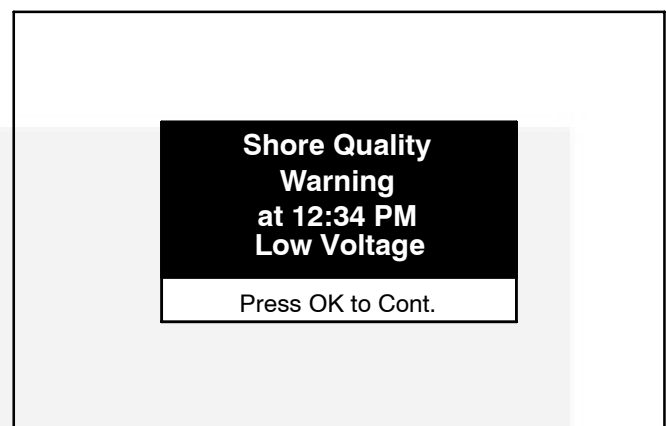 Shore Quality
Warning
at 12:34 PM
Low Voltage
Press OK to Cont.